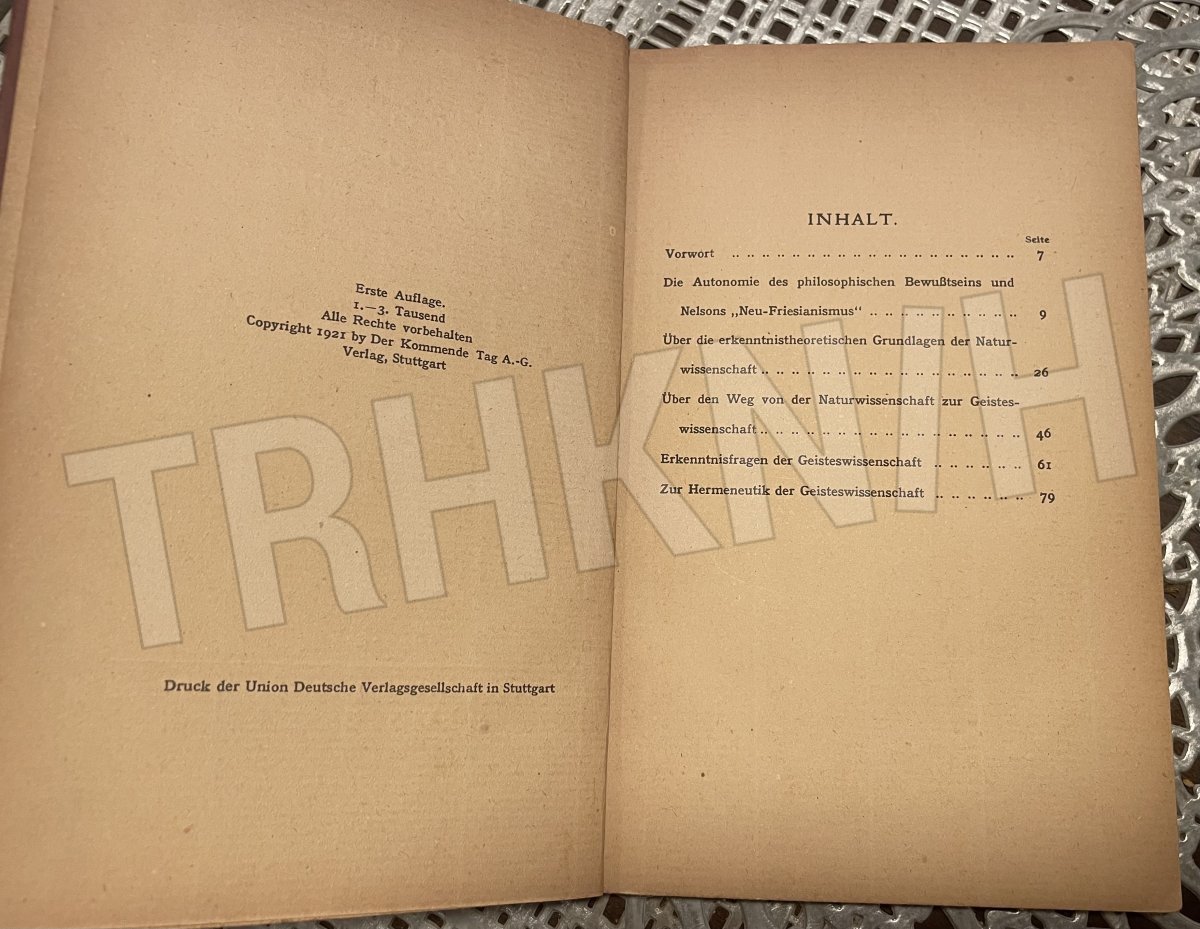 Erste Auflage.
1.—3. Tausend
Alle Rechte vorbehalten
Copyright 1921 by Der Kommende Tag A.-G.
Verlag, Stuttgart
Druck der Union Deutsche Verlagsgesellschaft in Stuttgart
INHALT.
Seite
Vorwort .. .. .. .. .. .. .. .. .. .. .. .. .. .. .. .. .. .. .. 7
Die Autonomie des philosophischen Bewußtseins und
Nelsons „Neu-Friesianismus“ .. .. .. .. .. .. .. .. .. .. 9
Über die erkenntnistheoretischen Grundlagen der Natur-
wissenschaft .. .. .. .. .. .. .. .. .. .. .. .. .. .. .. .. .. 26
Über den Weg von der Naturwissenschaft zur Geistes-
wissenschaft .. .. .. .. .. .. .. .. .. .. .. .. .. .. .. .. .. 46
Erkenntnisfragen der Geisteswissenschaft .. .. .. .. .. .. 61
Zur Hermeneutik der Geisteswissenschaft .. .. .. .. .. .. 79
TRHKNVH